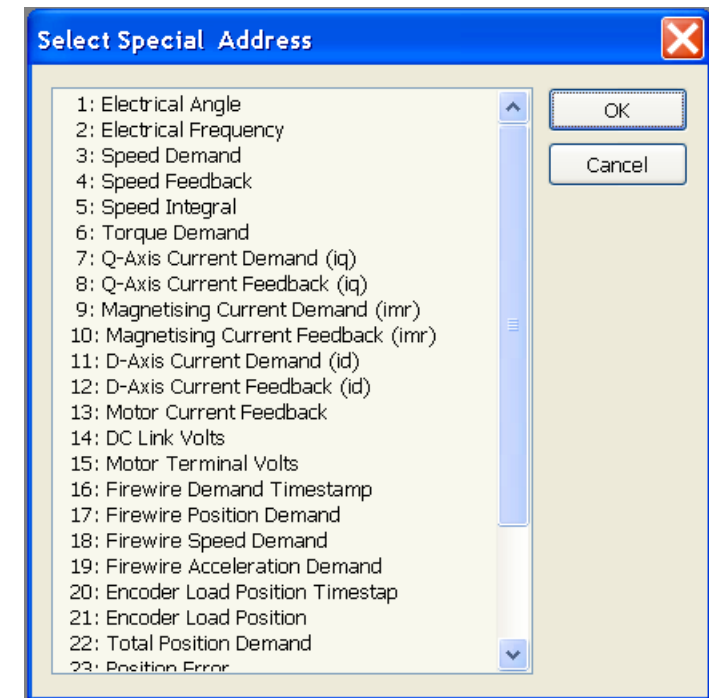 Select Special Address
1: Electrical Angle
2: Electrical Frequency
3: Speed Demand
4: Speed Feedback
5: Speed Integral
6: Torque Demand
7: Q-Axis Current Demand (iq)
8: Q-Axis Current Feedback (iq)
9: Magnetising Current Demand (imr)
10: Magnetising Current Feedback (imr)
11: D-Axis Current Demand (id)
12: D-Axis Current Feedback (id)
13: Motor Current Feedback
14: DC Link Volts
15: Motor Terminal Volts
16: Firewire Demand Timestamp
17: Firewire Position Demand
18: Firewire Speed Demand
19: Firewire Acceleration Demand
20: Encoder Load Position Timestap
21: Encoder Load Position
22: Total Position Demand
23: Position Error
OK
Cancel